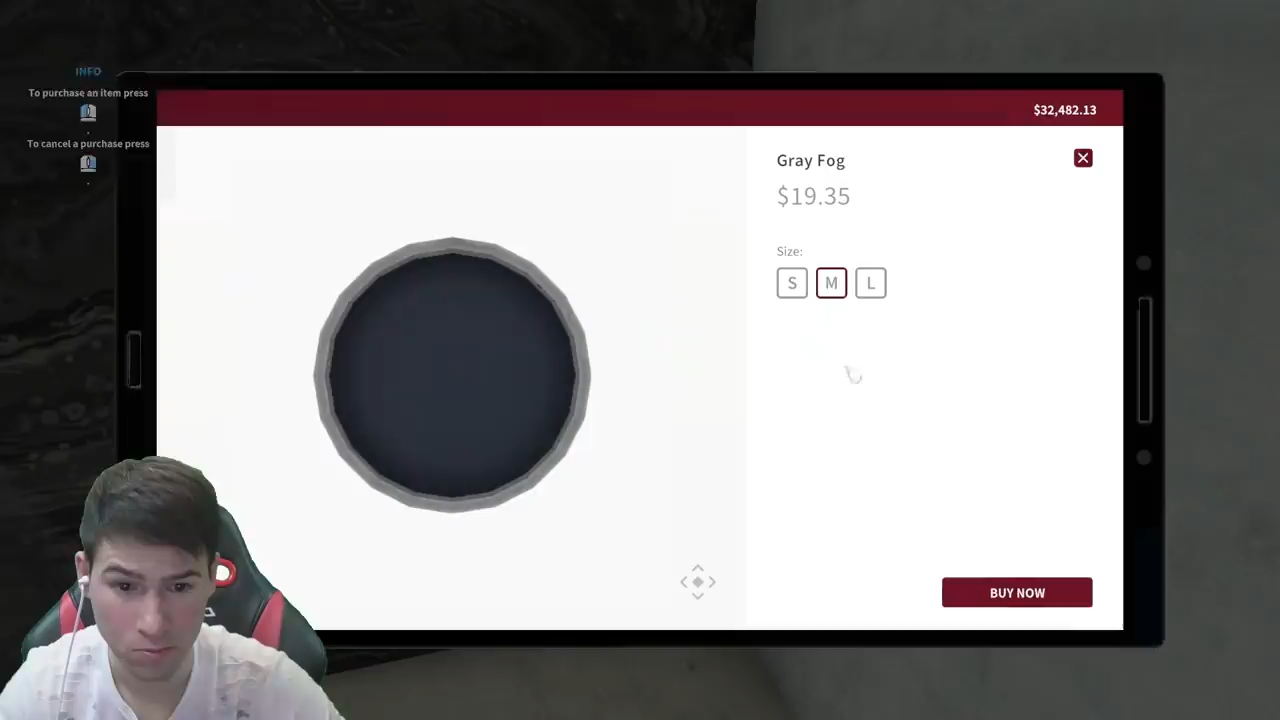 INFO
To purchase an item press
.
To cancel a purchase press
.
$32,482.13
Gray Fog
$19.35
Size:
S M L
BUY NOW